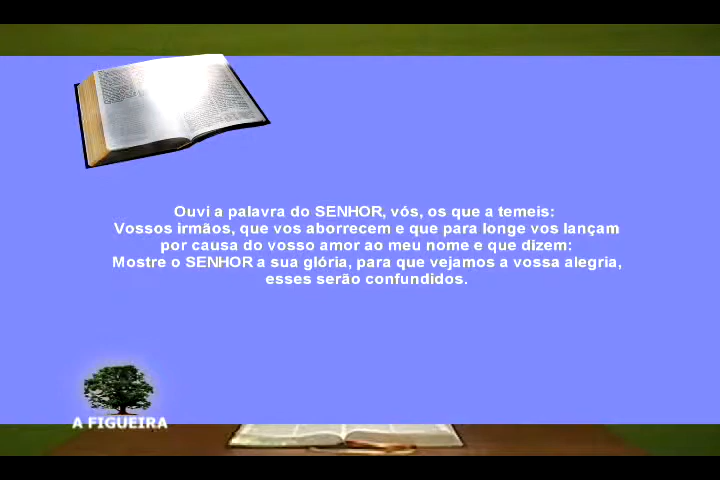 Ouvi a palavra do SENHOR, vós, os que a temeis:
Vossos irmãos, que vos aborrecem e que para longe vos lançam
por causa do vosso amor ao meu nome e que dizem:
Mostre o SENHOR a sua glória, para que vejamos a vossa alegria,
esses serão confundidos.
A FIGUEIRA